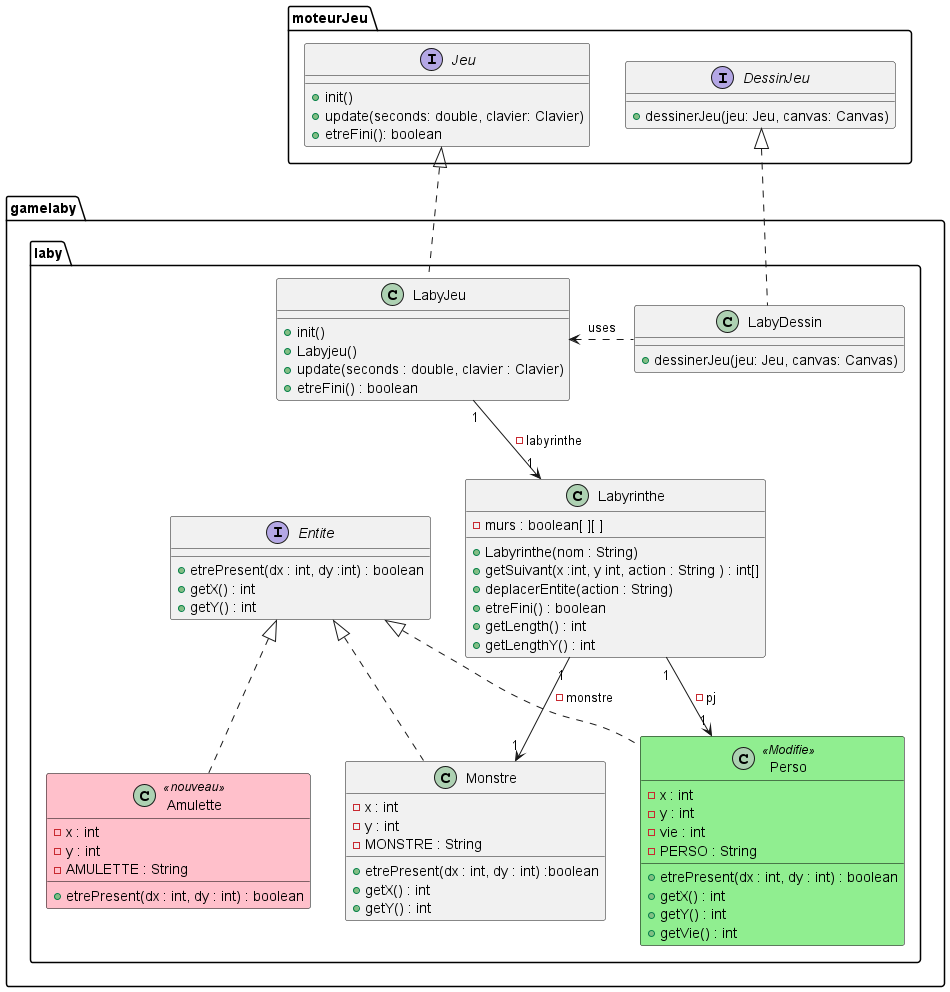 moteurJeu
I Jeu
init()
update(seconds: double, clavier: Clavier)
etreFini(): boolean
I DessinJeu
dessinerJeu(jeu: Jeu, canvas: Canvas)
gamelaby
laby
C LabyJeu
init()
Labyjeu()
update(seconds : double, clavier : Clavier)
etreFini() : boolean
uses
C LabyDessin
dessinerJeu(jeu: Jeu, canvas: Canvas)
1
labyrinthe
1
C Labyrinthe
murs : boolean[ ][ ]
Labyrinthe(nom : String)
getSuivant(x :int, y int, action : String ) : int[]
deplacerEntite(action : String)
etreFini() : boolean
getLength() : int
getLengthY() : int
I Entite
etrePresent(dx : int, dy :int) : boolean
getX() : int
getY() : int
1
monstre
1
1
pj
1
C «nouveau»
Amulette
x : int
y : int
AMULETTE : String
etrePresent(dx : int, dy : int) : boolean
C Monstre
x : int
y : int
MONSTRE : String
etrePresent(dx : int, dy : int) :boolean
getX() : int
getY() : int
C «Modifie»
Perso
x : int
y : int
vie : int
PERSO : String
etrePresent(dx : int, dy : int) : boolean
getX() : int
getY() : int
getVie() : int